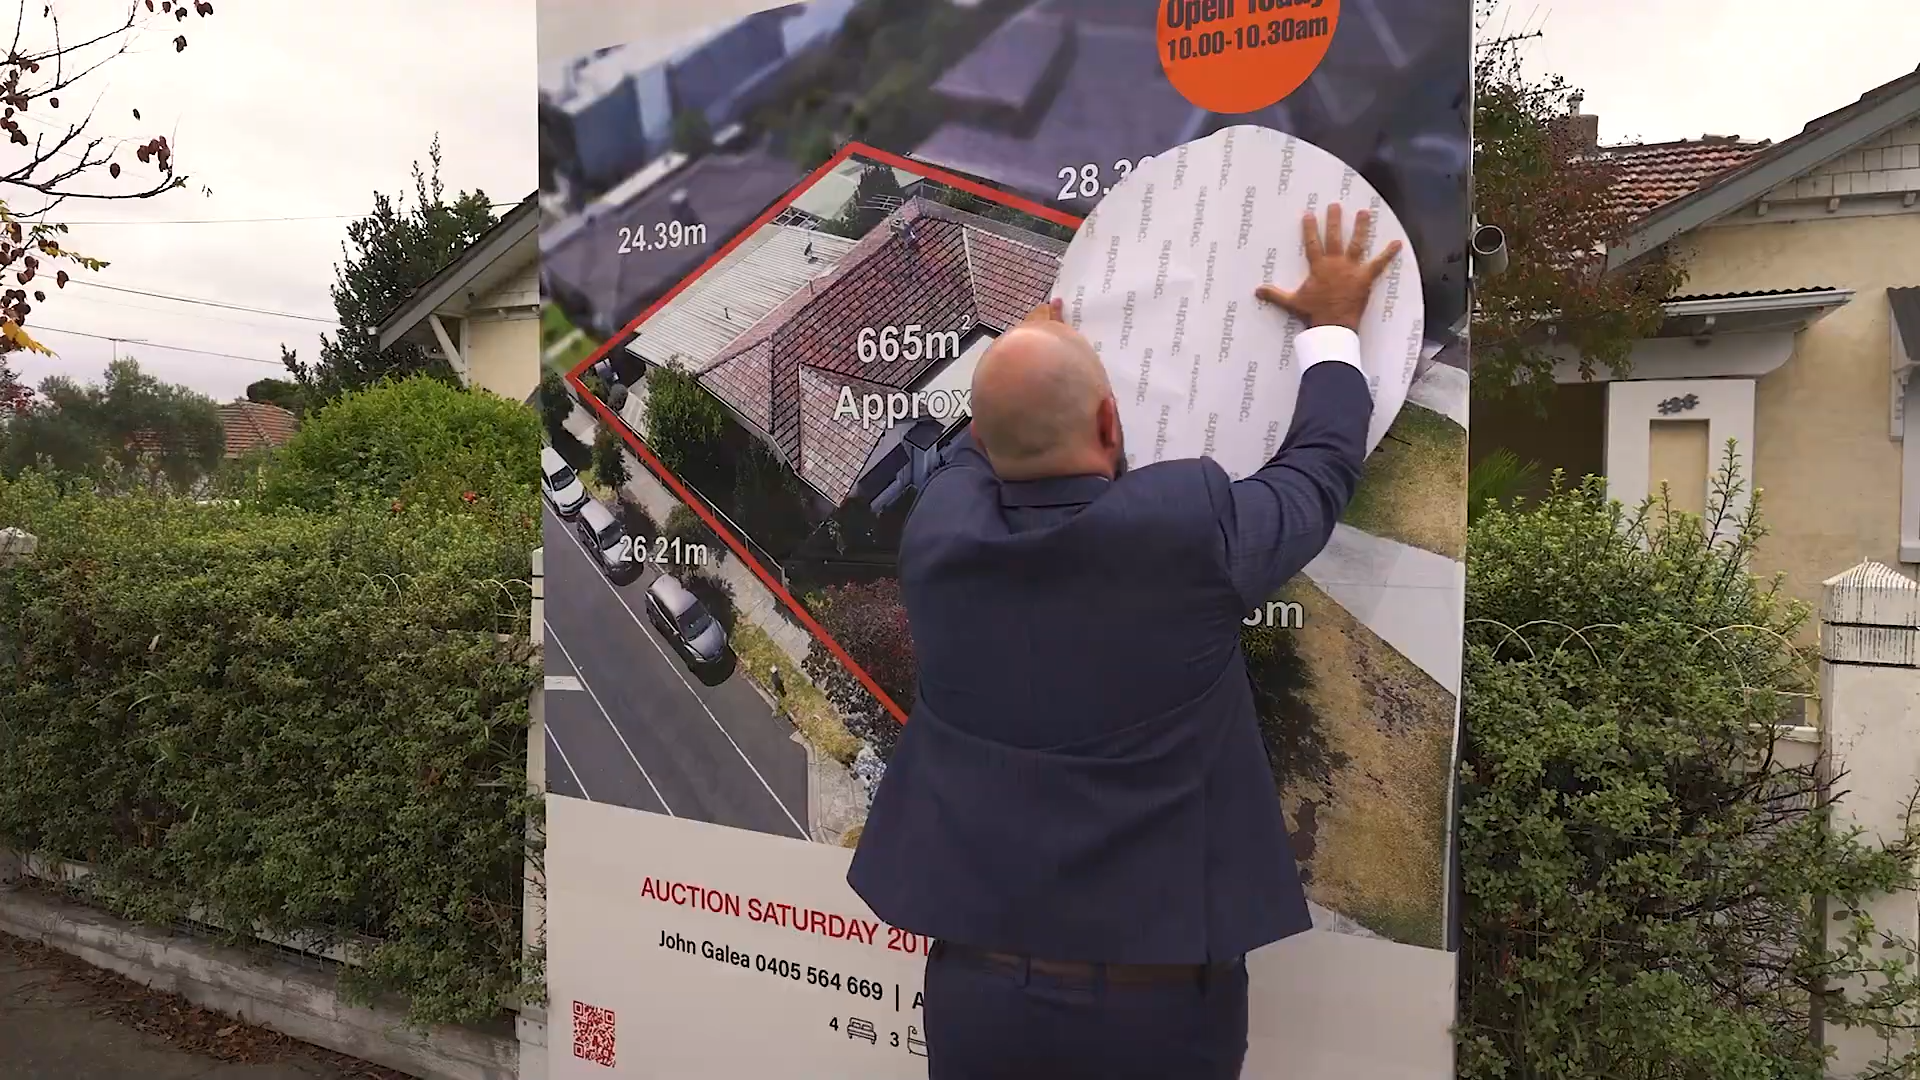 Open Today
10.00-10.30am
28.3
24.39m
665m²
Approx
26.21m
supatac.
AUCTION SATURDAY 20
John Galea 0405 564 669 | A
4 3